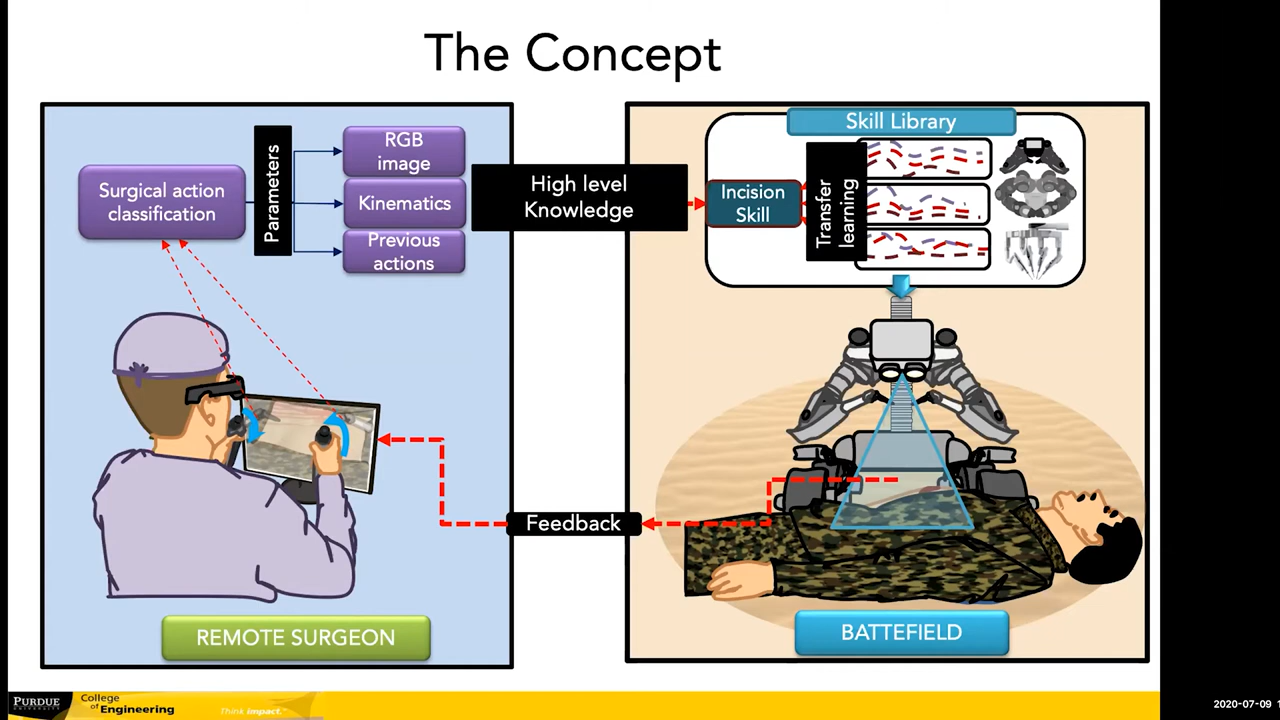 The Concept
Surgical action
classification
Parameters
RGB
image
Kinematics
Previous
actions
High level
Knowledge
Skill Library
Incision
Skill
Transfer
learning
Feedback
REMOTE SURGEON
BATTEFIELD
PURDUE
UNIVERSITY
College
of Engineering
Think impact.
2020-07-09